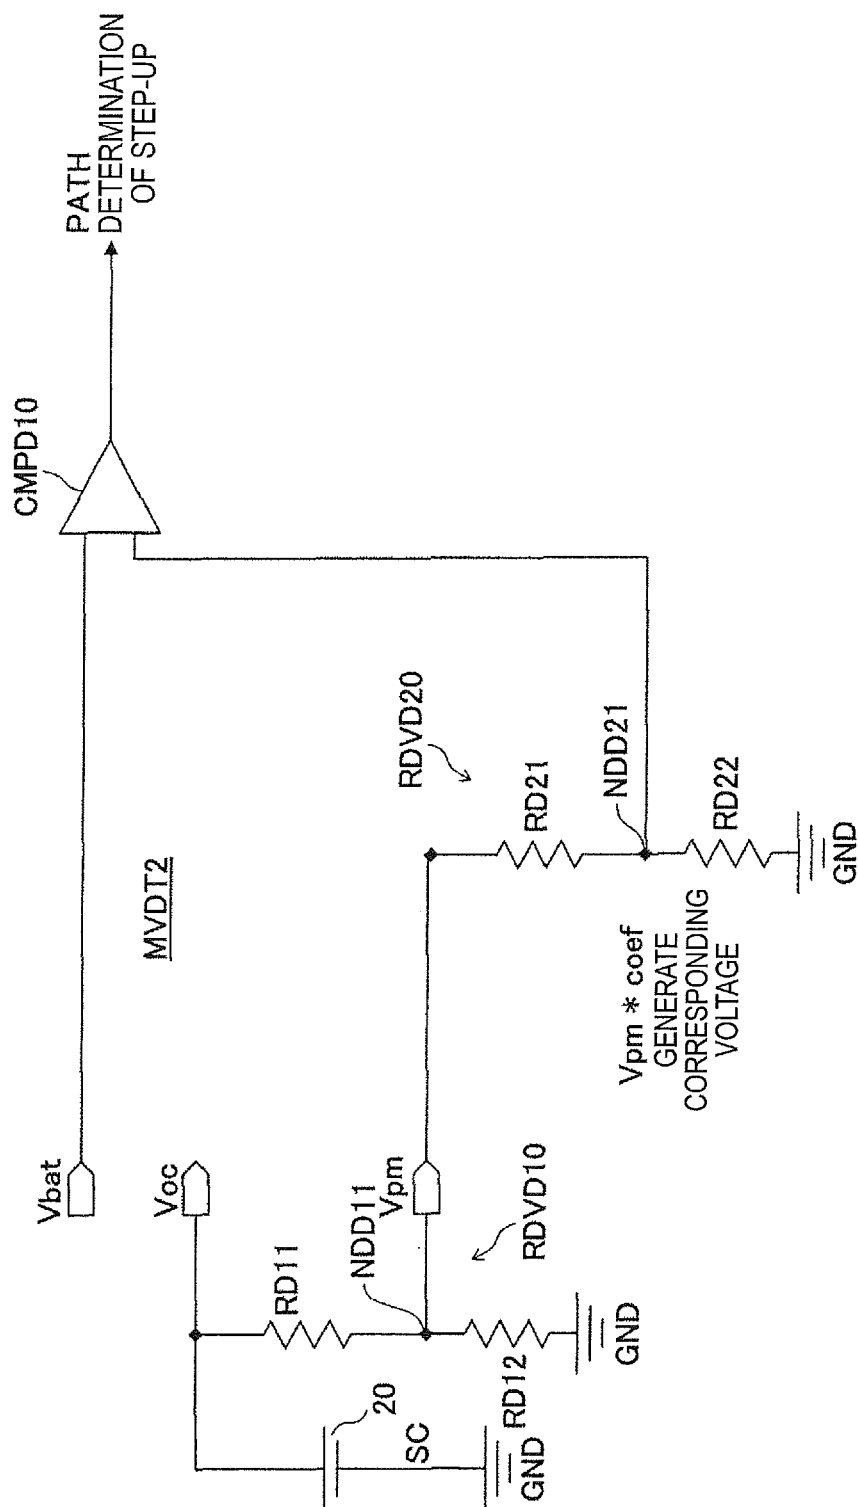 PATH
DETERMINATION
OF STEP-UP
CMPD10
Vbat
MVDT2
Voc
RDVD20
RD21
NDD21
RD22
GND
Vpm * coef
GENERATE
CORRESPONDING
VOLTAGE
Vpm
NDD11
RDVD10
RD11
RD12
GND
20
SC
GND